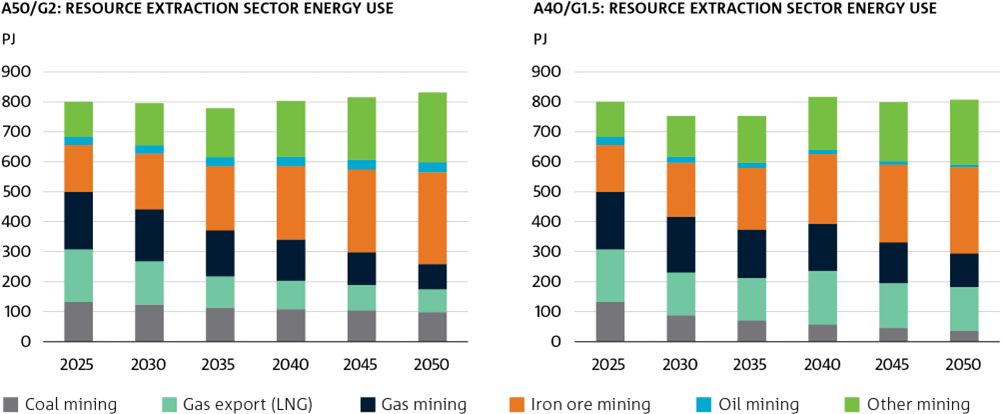 A50/G2: RESOURCE EXTRACTION SECTOR ENERGY USE
PJ
900
800
700
600
500
400
300
200
100
0
2025 2030 2035 2040 2045 2050
A40/G1.5: RESOURCE EXTRACTION SECTOR ENERGY USE
PJ
900
800
700
600
500
400
300
200
100
0
2025 2030 2035 2040 2045 2050
Coal mining Gas export (LNG) Gas mining Iron ore mining Oil mining Other mining